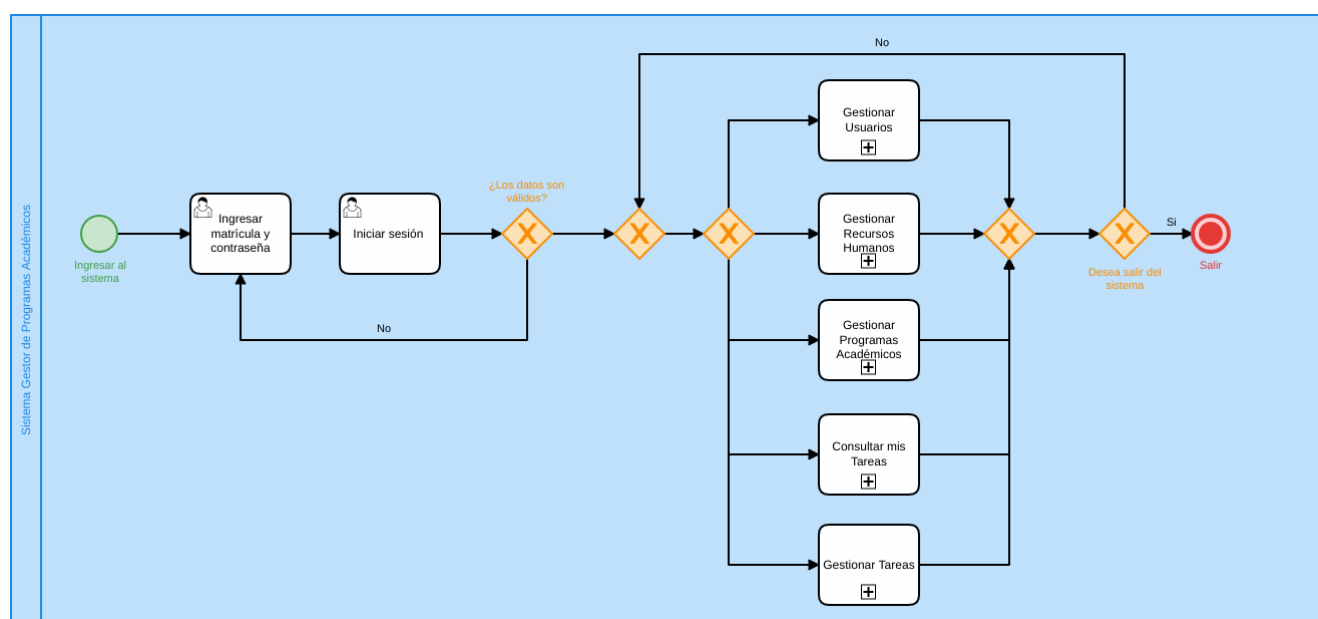 Sistema Gestor de Programas Académicos
Ingresar al
sistema
Ingresar
matrícula y
contraseña
Iniciar sesión
¿Los datos son
válidos?
No
No
Gestionar
Usuarios
Gestionar
Recursos
Humanos
Gestionar
Programas
Académicos
Consultar mis
Tareas
Gestionar Tareas
Desea salir del
sistema
Si
Salir